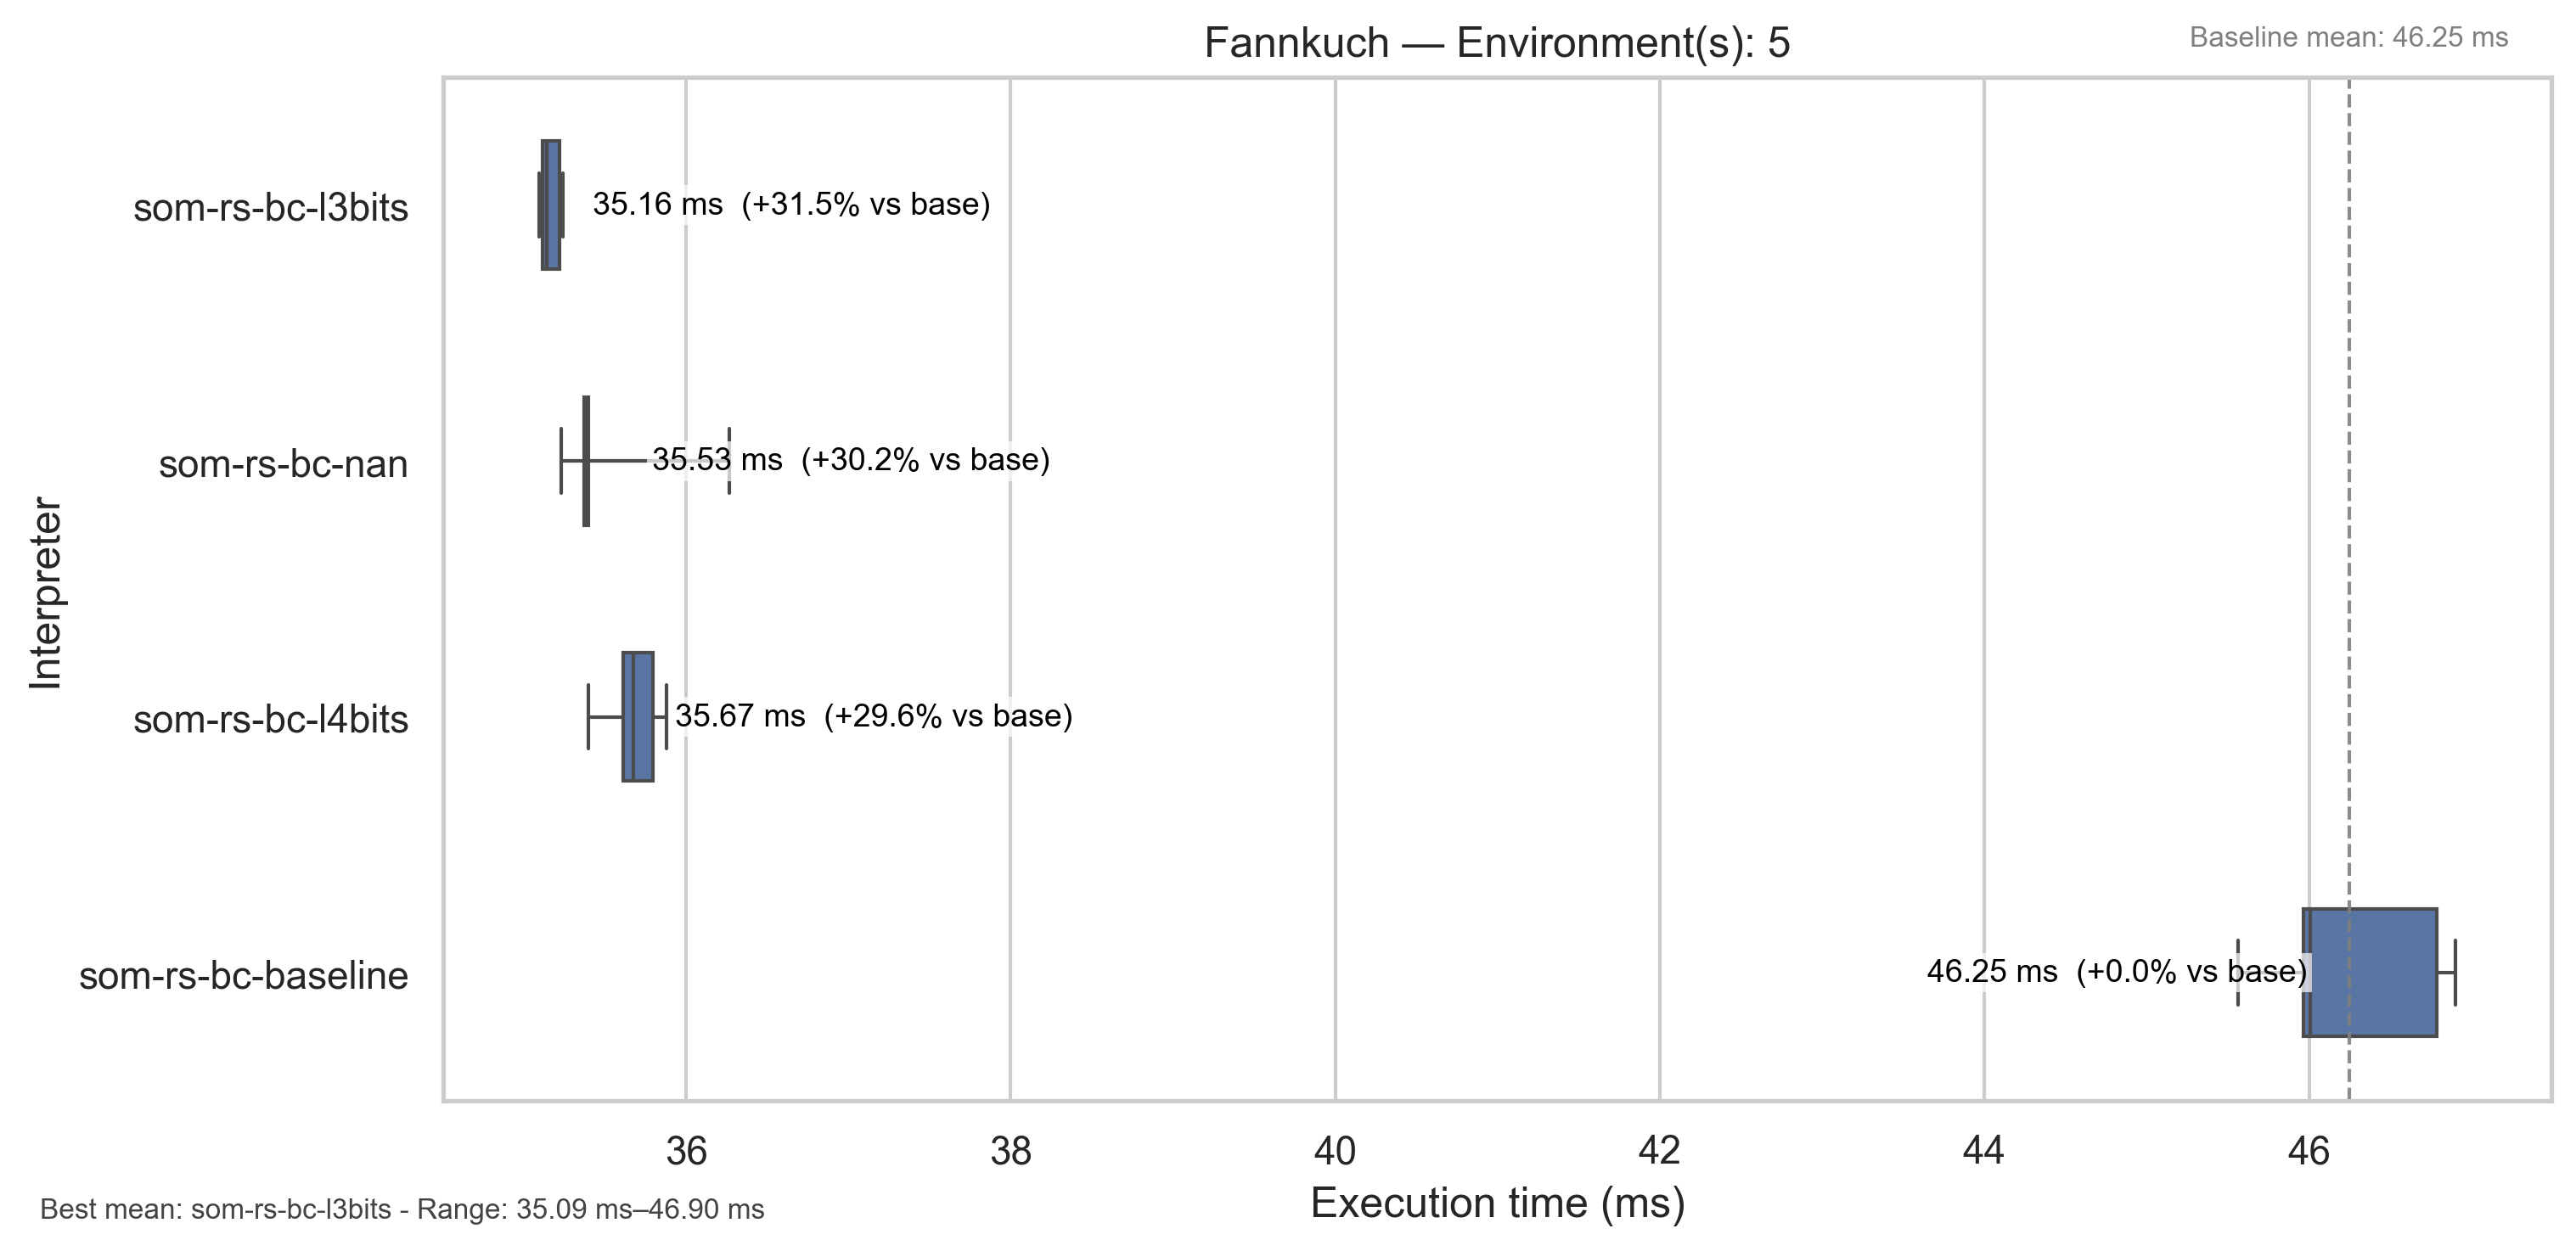 Fannkuch — Environment(s): 5
Baseline mean: 46.25 ms
Interpreter
som-rs-bc-l3bits
35.16 ms (+31.5% vs base)
som-rs-bc-nan
35.53 ms (+30.2% vs base)
som-rs-bc-l4bits
35.67 ms (+29.6% vs base)
som-rs-bc-baseline
46.25 ms (+0.0% vs base)
36 38 40 42 44 46
Execution time (ms)
Best mean: som-rs-bc-l3bits - Range: 35.09 ms–46.90 ms